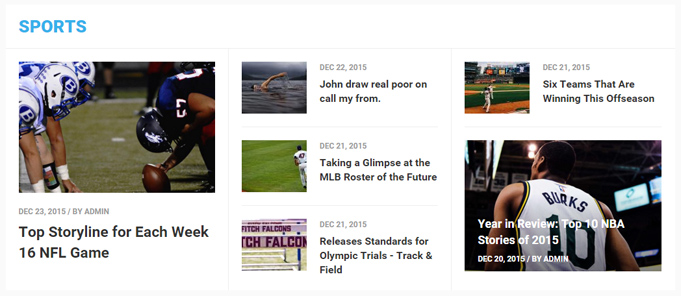 SPORTS
DEC 23, 2015 / BY ADMIN
Top Storyline for Each Week
16 NFL Game
DEC 22, 2015
John draw real poor on
call my from.
DEC 21, 2015
Taking a Glimpse at the
MLB Roster of the Future
FITCH FALCONS
TCH FALCON
DEC 21, 2015
Releases Standards for
Olympic Trials - Track &
Field
DEC 21, 2015
Six Teams That Are
Winning This Offseason
BURKS
10
Year in Review: Top 10 NBA
Stories of 2015
DEC 20, 2015 / BY ADMIN